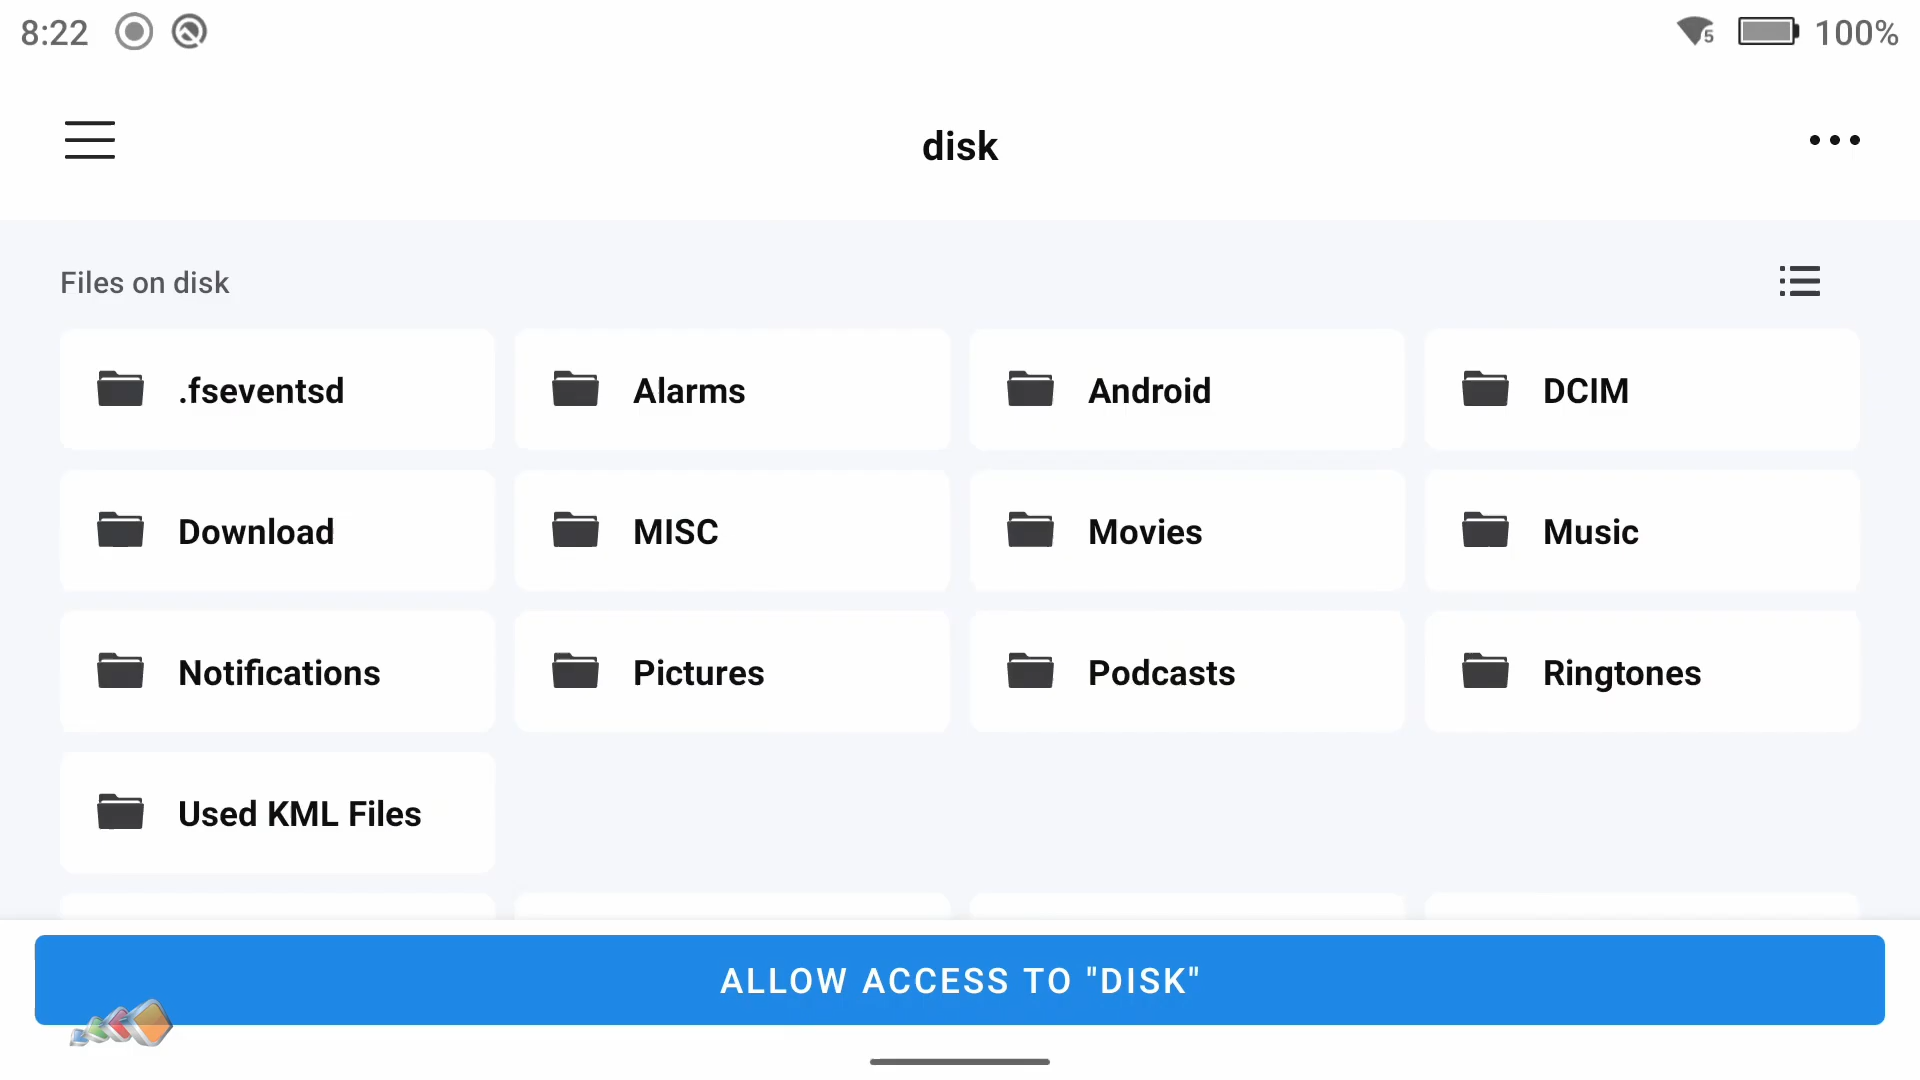 8:22
5
100%
disk
Files on disk
.fseventsd
Alarms
Android
DCIM
Download
MISC
Movies
Music
Notifications
Pictures
Podcasts
Ringtones
Used KML Files
ALLOW ACCESS TO "DISK"